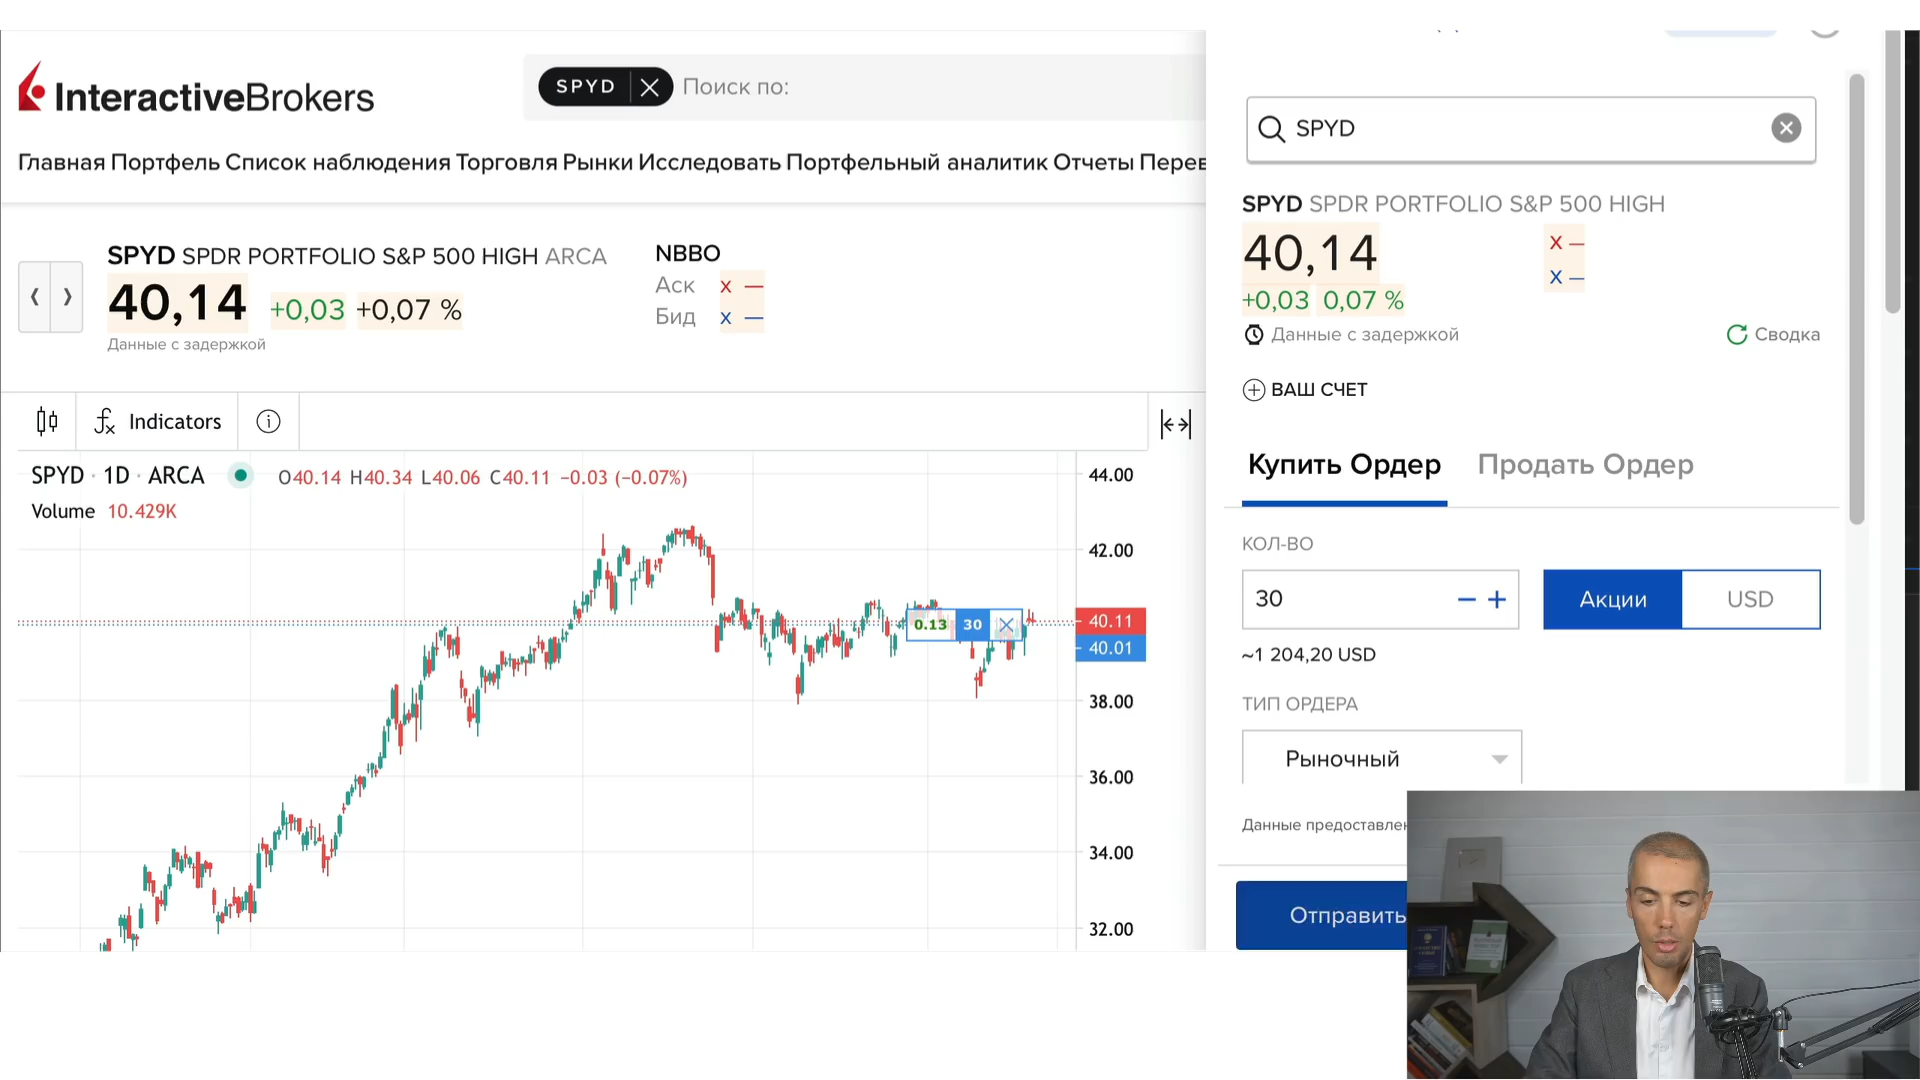 InteractiveBrokers
SPYD
Поиск по:
Главная Портфель Список наблюдения Торговля Рынки Исследовать Портфельный аналитик Отчеты Перев
SPYD SPDR PORTFOLIO S&P 500 HIGH ARCA
40,14 +0,03 +0,07 %
Данные с задержкой
NBBO
Аск x —
Бид x —
Indicators
SPYD · 1D · ARCA O40.14 H40.34 L40.06 C40.11 −0.03 (−0.07%)
Volume 10.429K
44.00
42.00
40.11
40.01
38.00
36.00
34.00
32.00
0.13 30
SPYD
SPYD SPDR PORTFOLIO S&P 500 HIGH
40,14
x —
x —
+0,03 0,07 %
Данные с задержкой
Сводка
ВАШ СЧЕТ
Купить Ордер Продать Ордер
КОЛ-ВО
30
Акции USD
~1 204,20 USD
ТИП ОРДЕРА
Рыночный
Данные предоставлен
Отправить